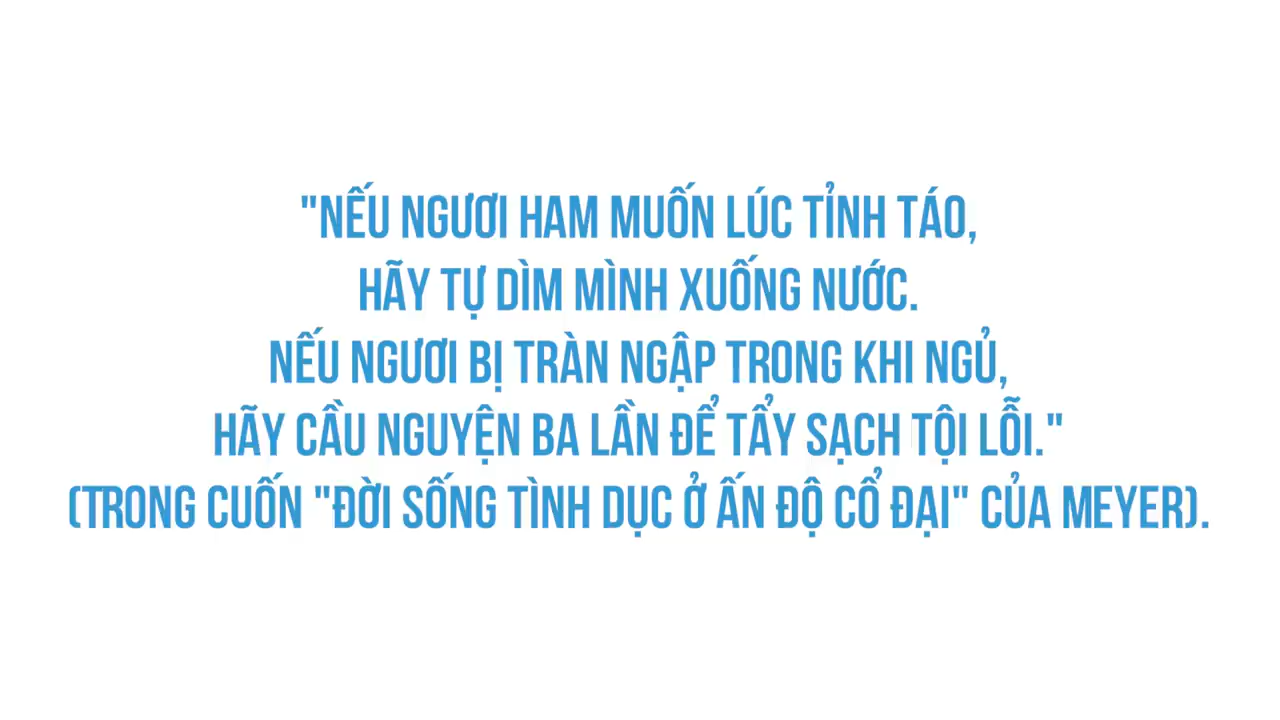 "NẾU NGƯƠI HAM MUỐN LÚC TỈNH TÁO,
HÃY TỰ DÌM MÌNH XUỐNG NƯỚC.
NẾU NGƯƠI BỊ TRÀN NGẬP TRONG KHI NGỦ,
HÃY CẦU NGUYỆN BA LẦN ĐỂ TẨY SẠCH TỘI LỖI."
(TRONG CUỐN "ĐỜI SỐNG TÌNH DỤC Ở ẤN ĐỘ CỔ ĐẠI" CỦA MEYER).